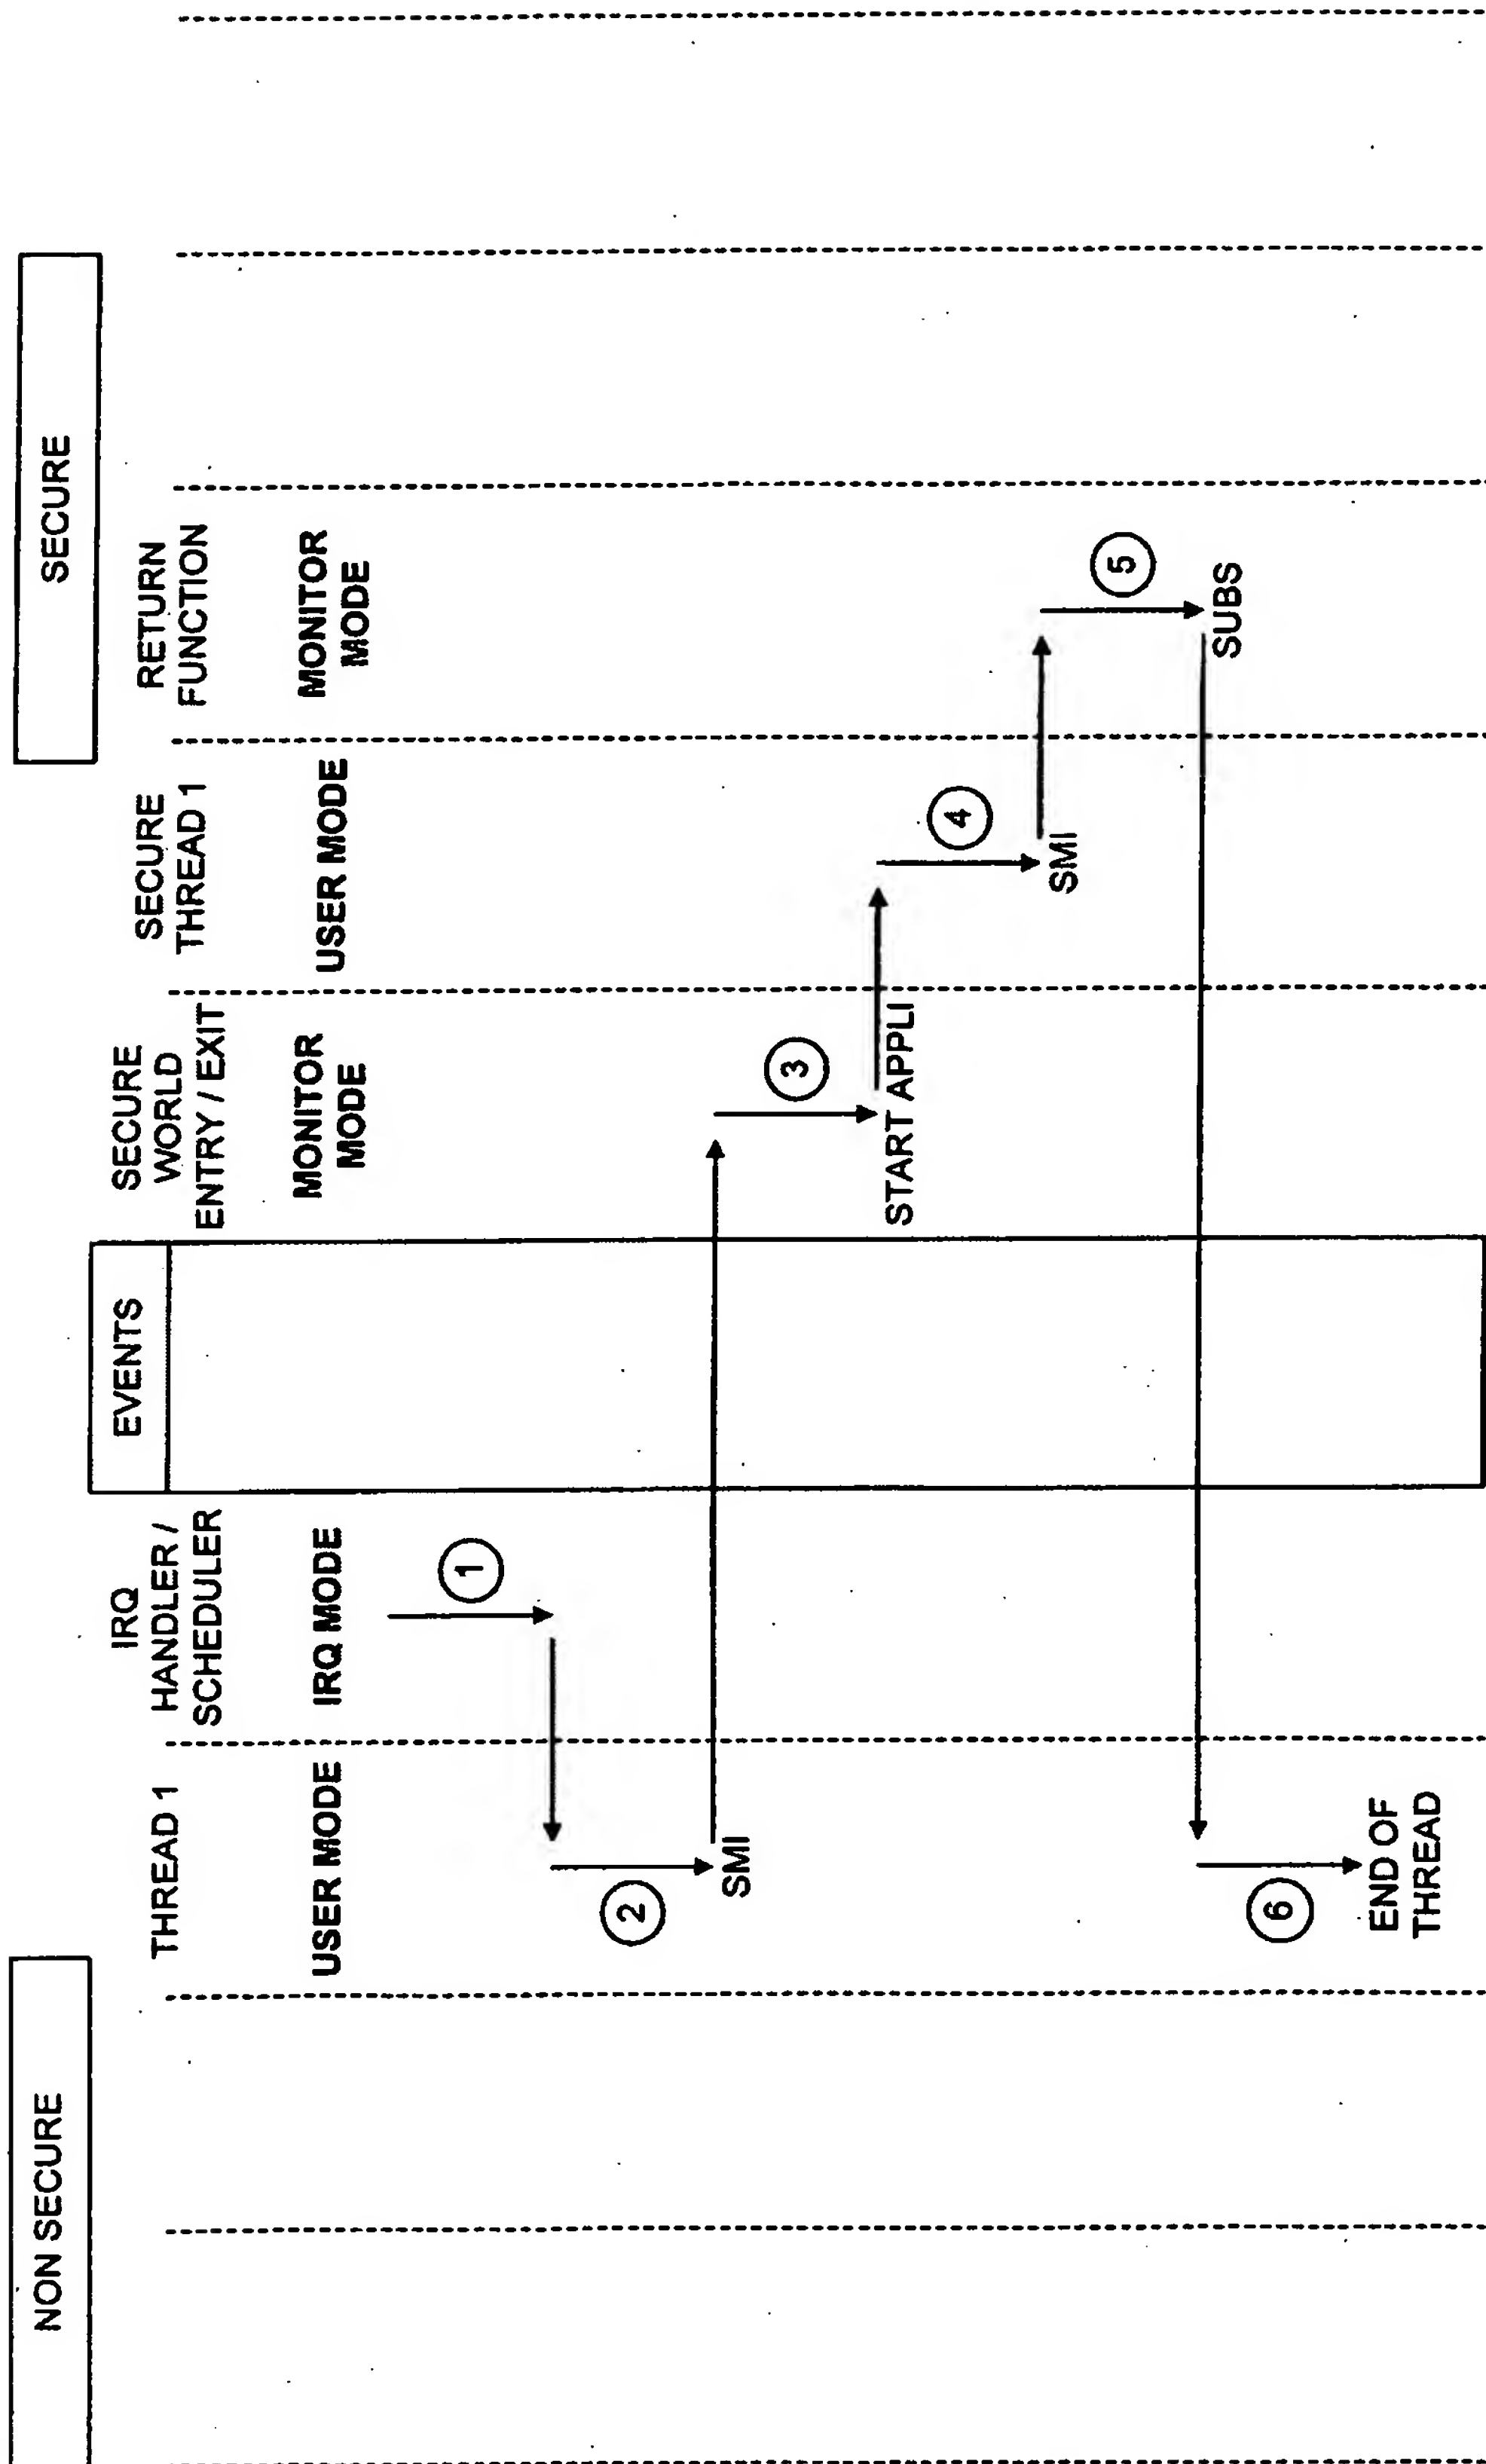 NON SECURE
SECURE
EVENTS
THREAD 1
IRQ
HANDLER /
SCHEDULER
SECURE
WORLD
ENTRY / EXIT
SECURE
THREAD 1
RETURN
FUNCTION
USER MODE
IRQ MODE
MONITOR
MODE
USER MODE
MONITOR
MODE
1
2
SMI
3
START APPLI
4
SMI
5
SUBS
6
END OF
THREAD